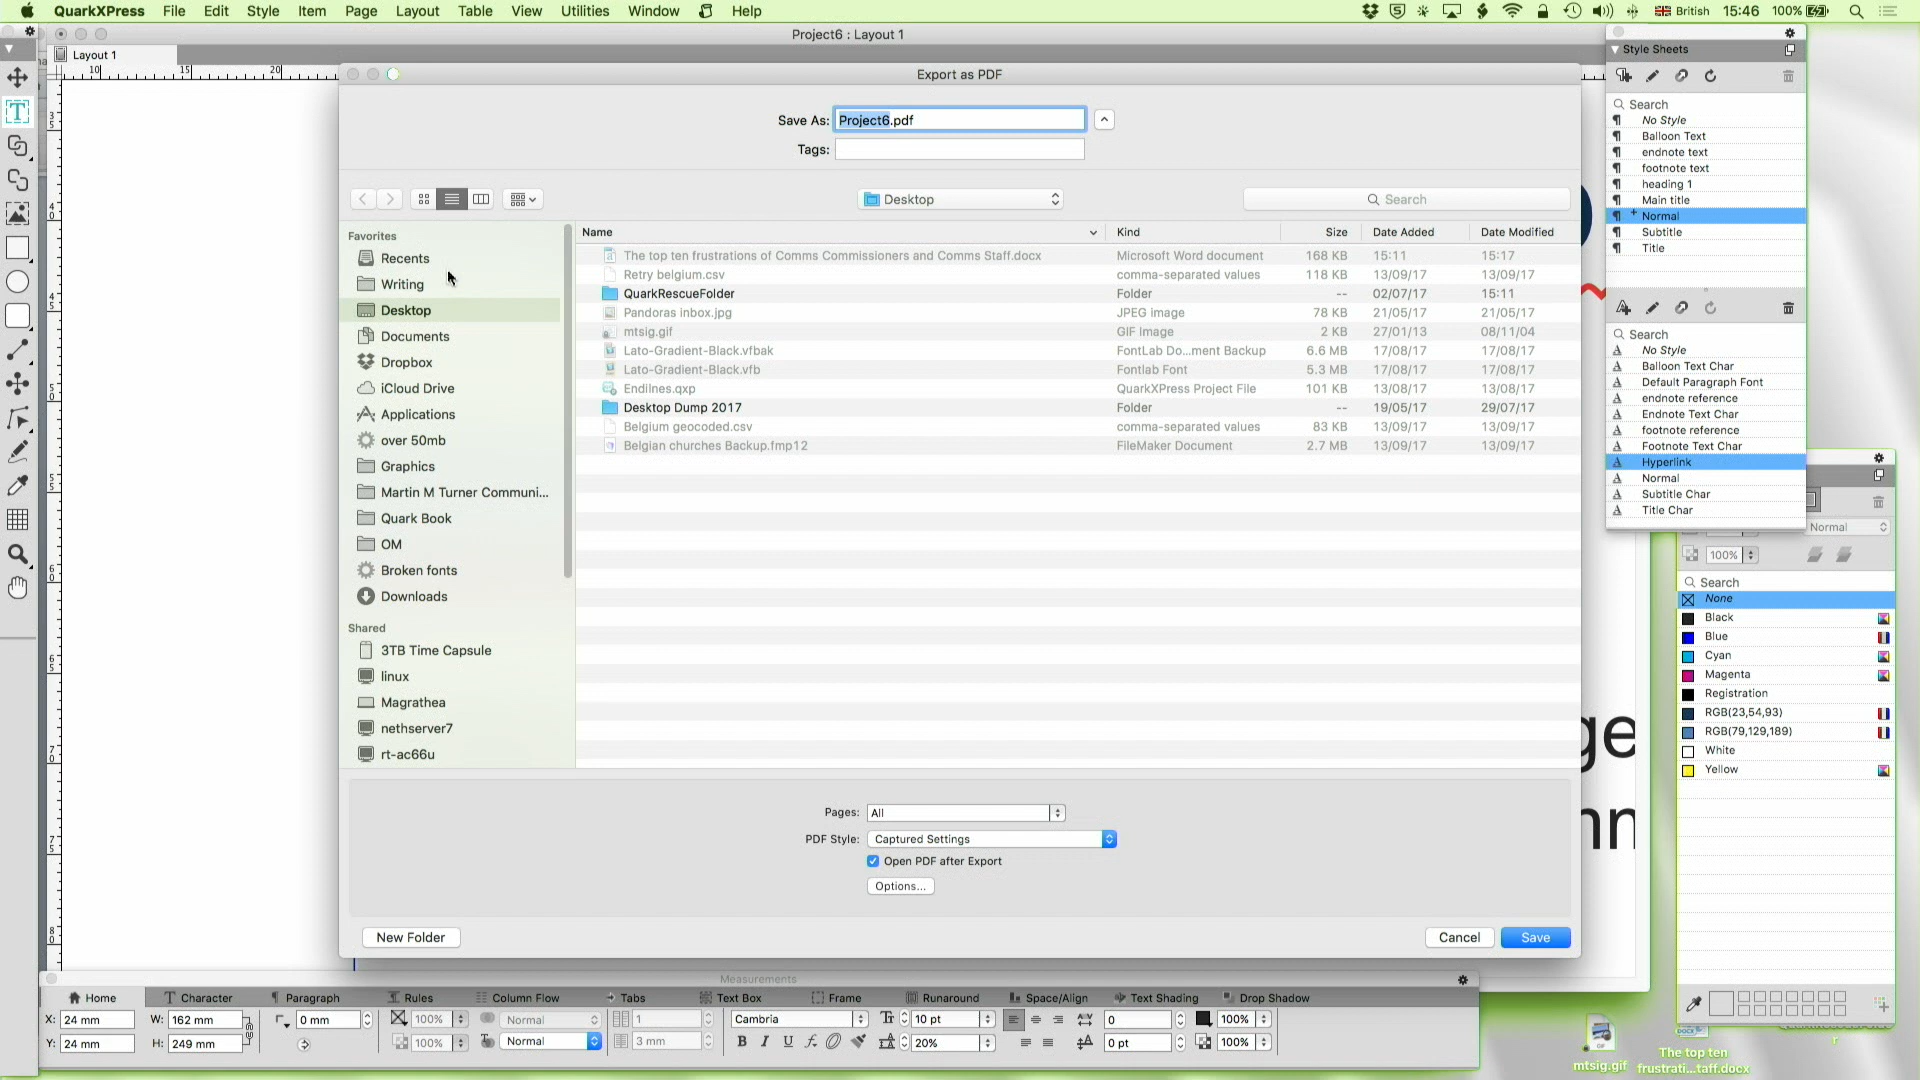 QuarkXPress File Edit Style Item Page Layout Table View Utilities Window Help British 15:46 100%
Project6 : Layout 1
Layout 1
10 15 20
Export as PDF
Save As: Project6.pdf
Tags:
Desktop
Search
Favorites
Recents
Writing
Desktop
Documents
Dropbox
iCloud Drive
Applications
over 50mb
Graphics
Martin M Turner Communi...
Quark Book
OM
Broken fonts
Downloads
Shared
3TB Time Capsule
linux
Magrathea
nethserver7
rt-ac66u
Name Kind Size Date Added Date Modified
The top ten frustrations of Comms Commissioners and Comms Staff.docx Microsoft Word document 168 KB 15:11 15:17
Retry belgium.csv comma-separated values 118 KB 13/09/17 13/09/17
QuarkRescueFolder Folder -- 02/07/17 15:11
Pandoras inbox.jpg JPEG image 78 KB 21/05/17 21/05/17
mtsig.gif GIF Image 2 KB 27/01/13 08/11/04
Lato-Gradient-Black.vfbak FontLab Do...ment Backup 6.6 MB 17/08/17 17/08/17
Lato-Gradient-Black.vfb Fontlab Font 5.3 MB 17/08/17 17/08/17
Endilnes.qxp QuarkXPress Project File 101 KB 13/08/17 13/08/17
Desktop Dump 2017 Folder -- 19/05/17 29/07/17
Belgium geocoded.csv comma-separated values 83 KB 13/09/17 13/09/17
Belgian churches Backup.fmp12 FileMaker Document 2.7 MB 13/09/17 13/09/17
Pages: All
PDF Style: Captured Settings
Open PDF after Export
Options...
New Folder Cancel Save
Style Sheets
Search
No Style
Balloon Text
endnote text
footnote text
heading 1
Main title
+ Normal
Subtitle
Title
Search
No Style
Balloon Text Char
Default Paragraph Font
endnote reference
Endnote Text Char
footnote reference
Footnote Text Char
Hyperlink
Normal
Subtitle Char
Title Char
Normal
100%
Search
None
Black
Blue
Cyan
Magenta
Registration
RGB(23,54,93)
RGB(79,129,189)
White
Yellow
ge
Measurements
Home Character Paragraph Rules Column Flow Tabs Text Box Frame Runaround Space/Align Text Shading Drop Shadow
X: 24 mm W: 162 mm 0 mm 100% Normal 1 Cambria 10 pt 0 100%
Y: 24 mm H: 249 mm 100% Normal 3 mm B I U 20% 0 pt 100%
mtsig.gif
The top ten
frustrati...taff.docx